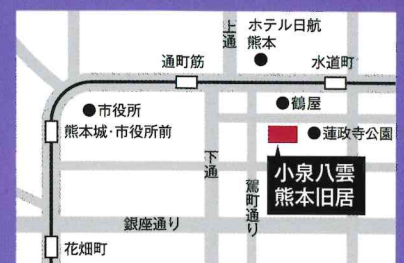 上通
ホテル日航
熊本
通町筋
水道町
市役所
鶴屋
熊本城・市役所前
蓮政寺公園
下通
駕町通り
小泉八雲
熊本旧居
銀座通り
花畑町